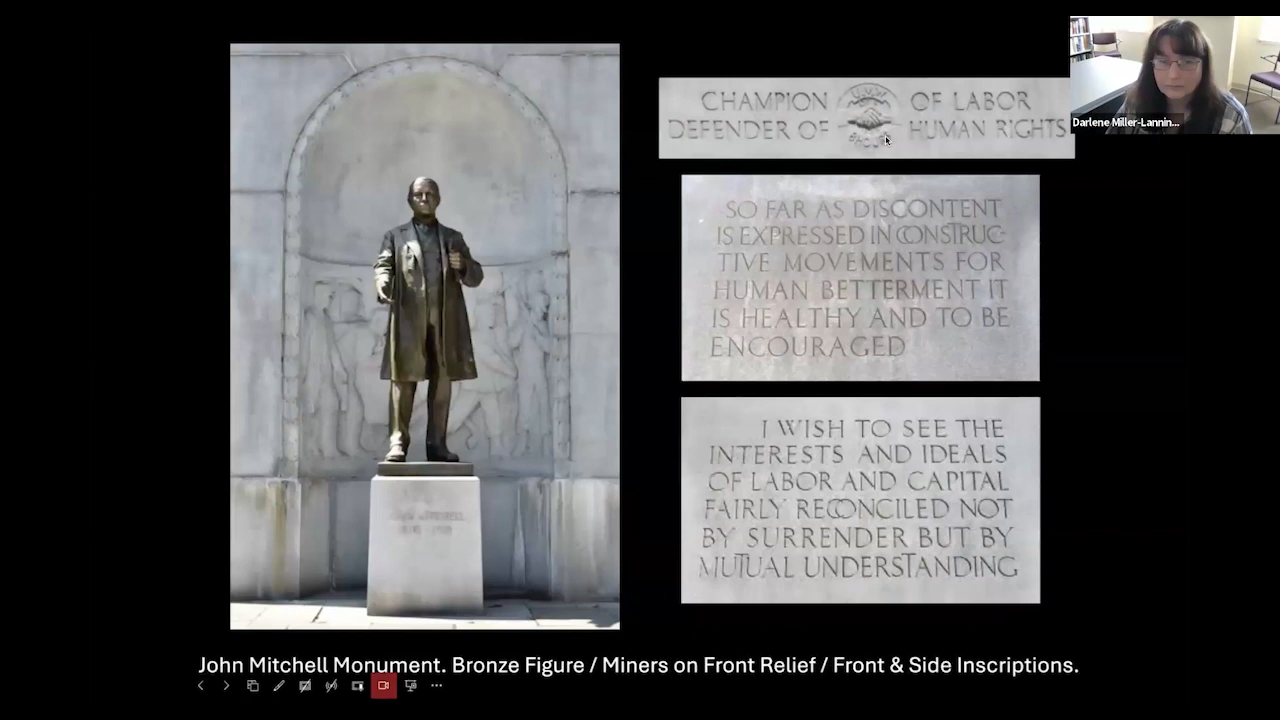 CHAMPION OF LABOR
DEFENDER OF HUMAN RIGHTS
Darlene Miller-Lannin...
SO FAR AS DISCONTENT
IS EXPRESSED IN CONSTRUC-
TIVE MOVEMENTS FOR
HUMAN BETTERMENT IT
IS HEALTHY AND TO BE
ENCOURAGED
I WISH TO SEE THE
INTERESTS AND IDEALS
OF LABOR AND CAPITAL
FAIRLY RECONCILED NOT
BY SURRENDER BUT BY
MUTUAL UNDERSTANDING
John Mitchell Monument. Bronze Figure / Miners on Front Relief / Front & Side Inscriptions.